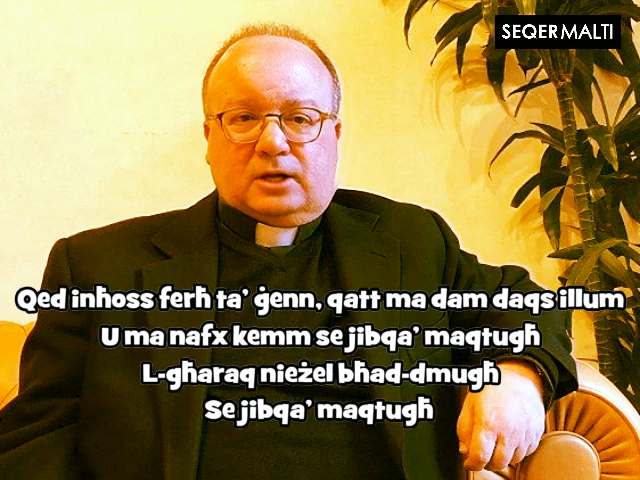 SEQER MALTI
Qed inħoss ferħ ta' ġenn, qatt ma dam daqs illum
U ma nafx kemm se jibqa' maqtugħ
L-għaraq nieżel bħad-dmugħ
Se jibqa' maqtugħ